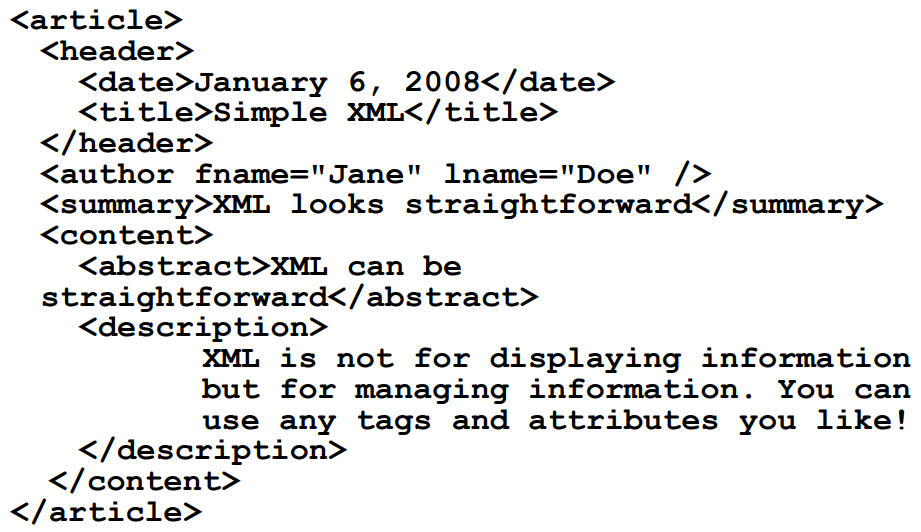 <article>
<header>
<date>January 6, 2008</date>
<title>Simple XML</title>
</header>
<author fname="Jane" lname="Doe" />
<summary>XML looks straightforward</summary>
<content>
<abstract>XML can be
straightforward</abstract>
<description>
XML is not for displaying information
but for managing information. You can
use any tags and attributes you like!
</description>
</content>
</article>